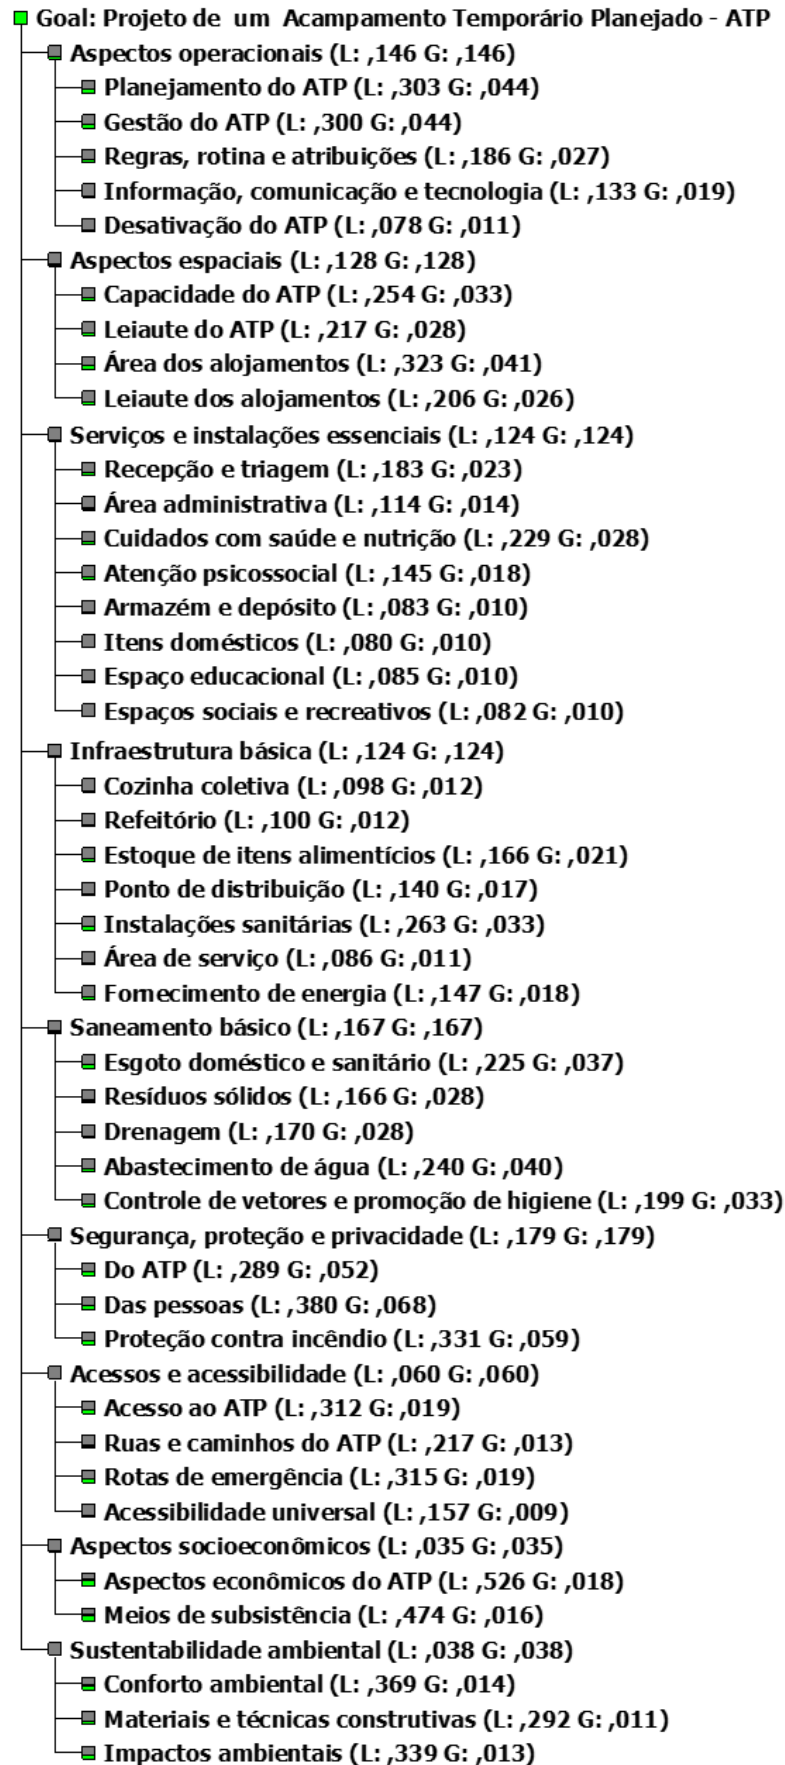 Goal: Projeto de um Acampamento Temporário Planejado - ATP
Aspectos operacionais (L: ,146 G: ,146)
Planejamento do ATP (L: ,303 G: ,044)
Gestão do ATP (L: ,300 G: ,044)
Regras, rotina e atribuições (L: ,186 G: ,027)
Informação, comunicação e tecnologia (L: ,133 G: ,019)
Desativação do ATP (L: ,078 G: ,011)
Aspectos espaciais (L: ,128 G: ,128)
Capacidade do ATP (L: ,254 G: ,033)
Leiaute do ATP (L: ,217 G: ,028)
Área dos alojamentos (L: ,323 G: ,041)
Leiaute dos alojamentos (L: ,206 G: ,026)
Serviços e instalações essenciais (L: ,124 G: ,124)
Recepção e triagem (L: ,183 G: ,023)
Área administrativa (L: ,114 G: ,014)
Cuidados com saúde e nutrição (L: ,229 G: ,028)
Atenção psicossocial (L: ,145 G: ,018)
Armazém e depósito (L: ,083 G: ,010)
Itens domésticos (L: ,080 G: ,010)
Espaço educacional (L: ,085 G: ,010)
Espaços sociais e recreativos (L: ,082 G: ,010)
Infraestrutura básica (L: ,124 G: ,124)
Cozinha coletiva (L: ,098 G: ,012)
Refeitório (L: ,100 G: ,012)
Estoque de itens alimentícios (L: ,166 G: ,021)
Ponto de distribuição (L: ,140 G: ,017)
Instalações sanitárias (L: ,263 G: ,033)
Área de serviço (L: ,086 G: ,011)
Fornecimento de energia (L: ,147 G: ,018)
Saneamento básico (L: ,167 G: ,167)
Esgoto doméstico e sanitário (L: ,225 G: ,037)
Resíduos sólidos (L: ,166 G: ,028)
Drenagem (L: ,170 G: ,028)
Abastecimento de água (L: ,240 G: ,040)
Controle de vetores e promoção de higiene (L: ,199 G: ,033)
Segurança, proteção e privacidade (L: ,179 G: ,179)
Do ATP (L: ,289 G: ,052)
Das pessoas (L: ,380 G: ,068)
Proteção contra incêndio (L: ,331 G: ,059)
Acessos e acessibilidade (L: ,060 G: ,060)
Acesso ao ATP (L: ,312 G: ,019)
Ruas e caminhos do ATP (L: ,217 G: ,013)
Rotas de emergência (L: ,315 G: ,019)
Acessibilidade universal (L: ,157 G: ,009)
Aspectos socioeconômicos (L: ,035 G: ,035)
Aspectos econômicos do ATP (L: ,526 G: ,018)
Meios de subsistência (L: ,474 G: ,016)
Sustentabilidade ambiental (L: ,038 G: ,038)
Conforto ambiental (L: ,369 G: ,014)
Materiais e técnicas construtivas (L: ,292 G: ,011)
Impactos ambientais (L: ,339 G: ,013)